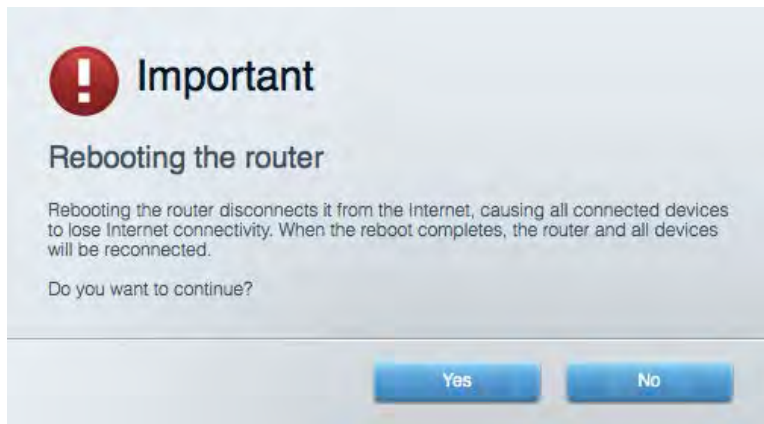 Important
Rebooting the router
Rebooting the router disconnects it from the Internet, causing all connected devices
to lose Internet connectivity. When the reboot completes, the router and all devices
will be reconnected.
Do you want to continue?
Yes
No